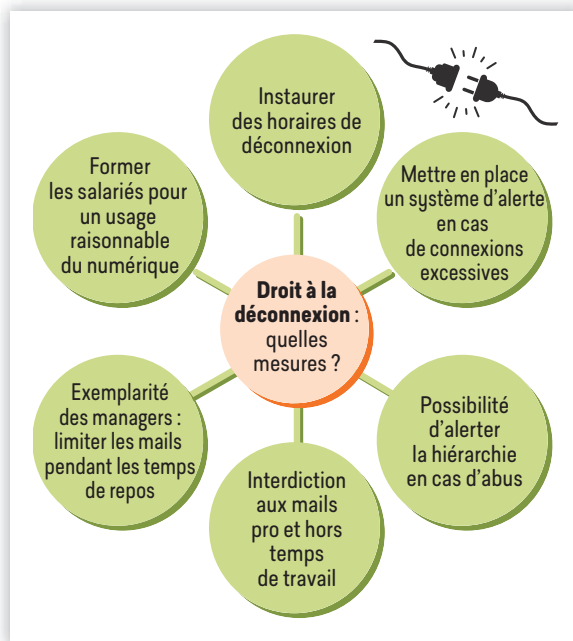 Instaurer
des horaires de
déconnexion
Former
les salariés pour
un usage
raisonnable
du numérique
Mettre en place
un système d'alerte
en cas
de connexions
excessives
Droit à la
déconnexion :
quelles
mesures ?
Exemplarité
des managers :
limiter les mails
pendant les temps
de repos
Possibilité
d'alerter
la hiérarchie
en cas d'abus
Interdiction
aux mails
pro et hors
temps
de travail